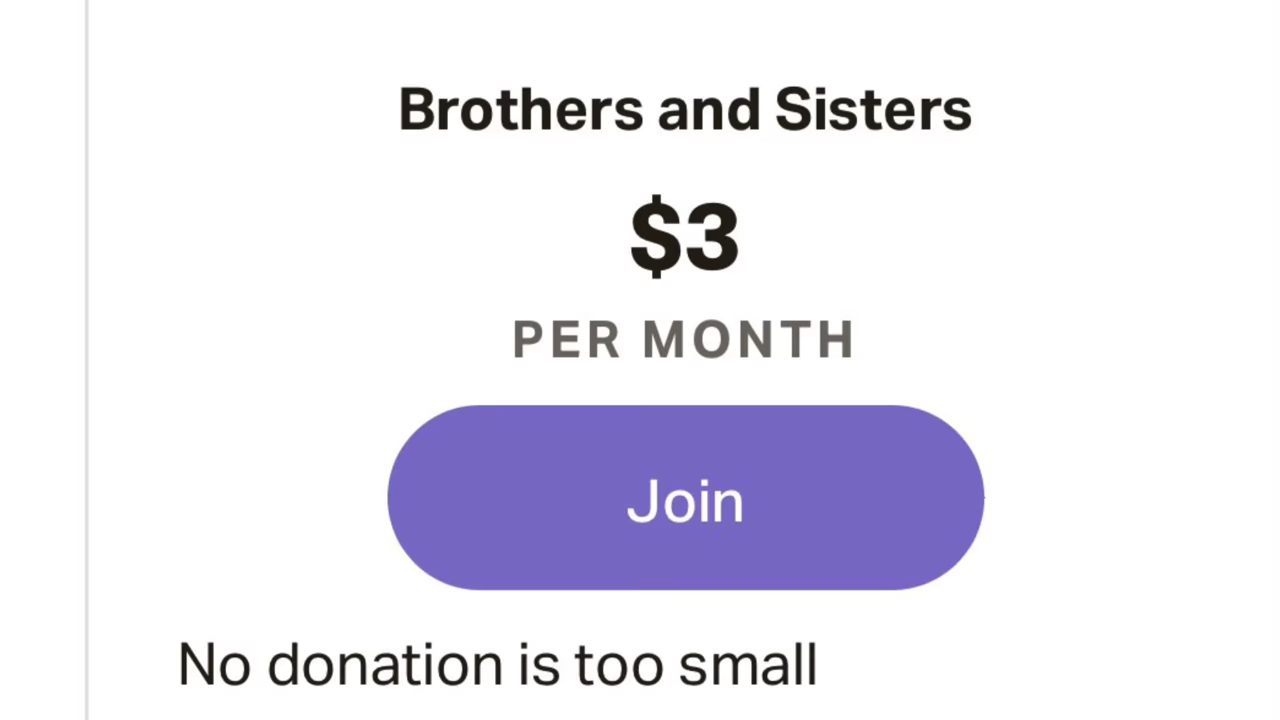 Brothers and Sisters
$3
PER MONTH
Join
No donation is too small